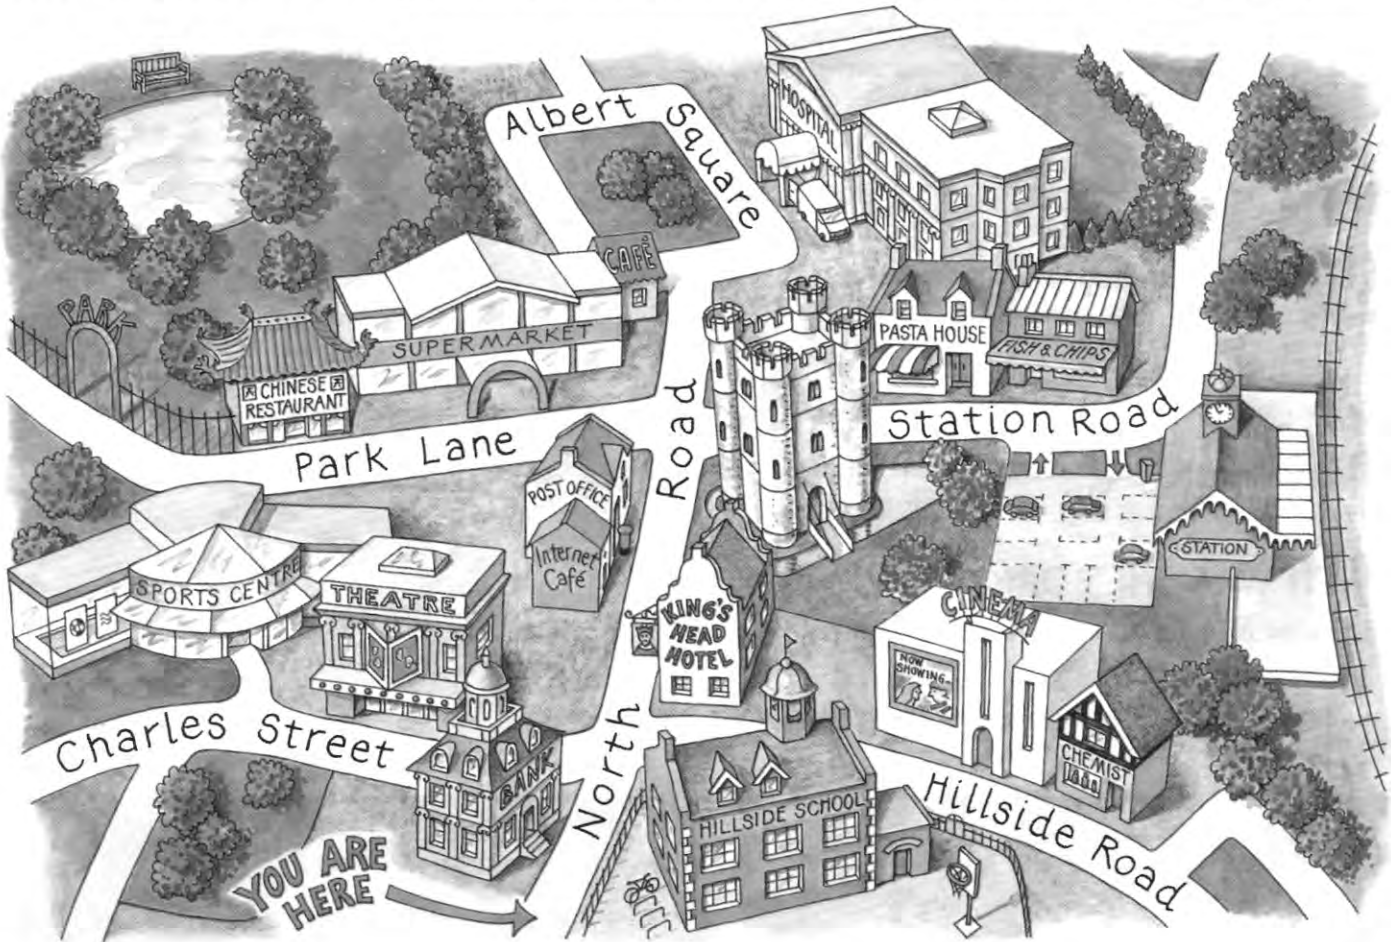 Albert
Square
HOSPITAL
CAFÉ
PARK
SUPERMARKET
PASTA HOUSE
FISH & CHIPS
CHINESE
RESTAURANT
Station Road
Park Lane
Road
POST OFFICE
Internet
Café
STATION
SPORTS CENTRE
THEATRE
KING'S
HEAD
HOTEL
CINEMA
NOW
SHOWING...
Charles Street
BANK
North
CHEMIST
HILLSIDE SCHOOL
Hillside Road
YOU ARE
HERE